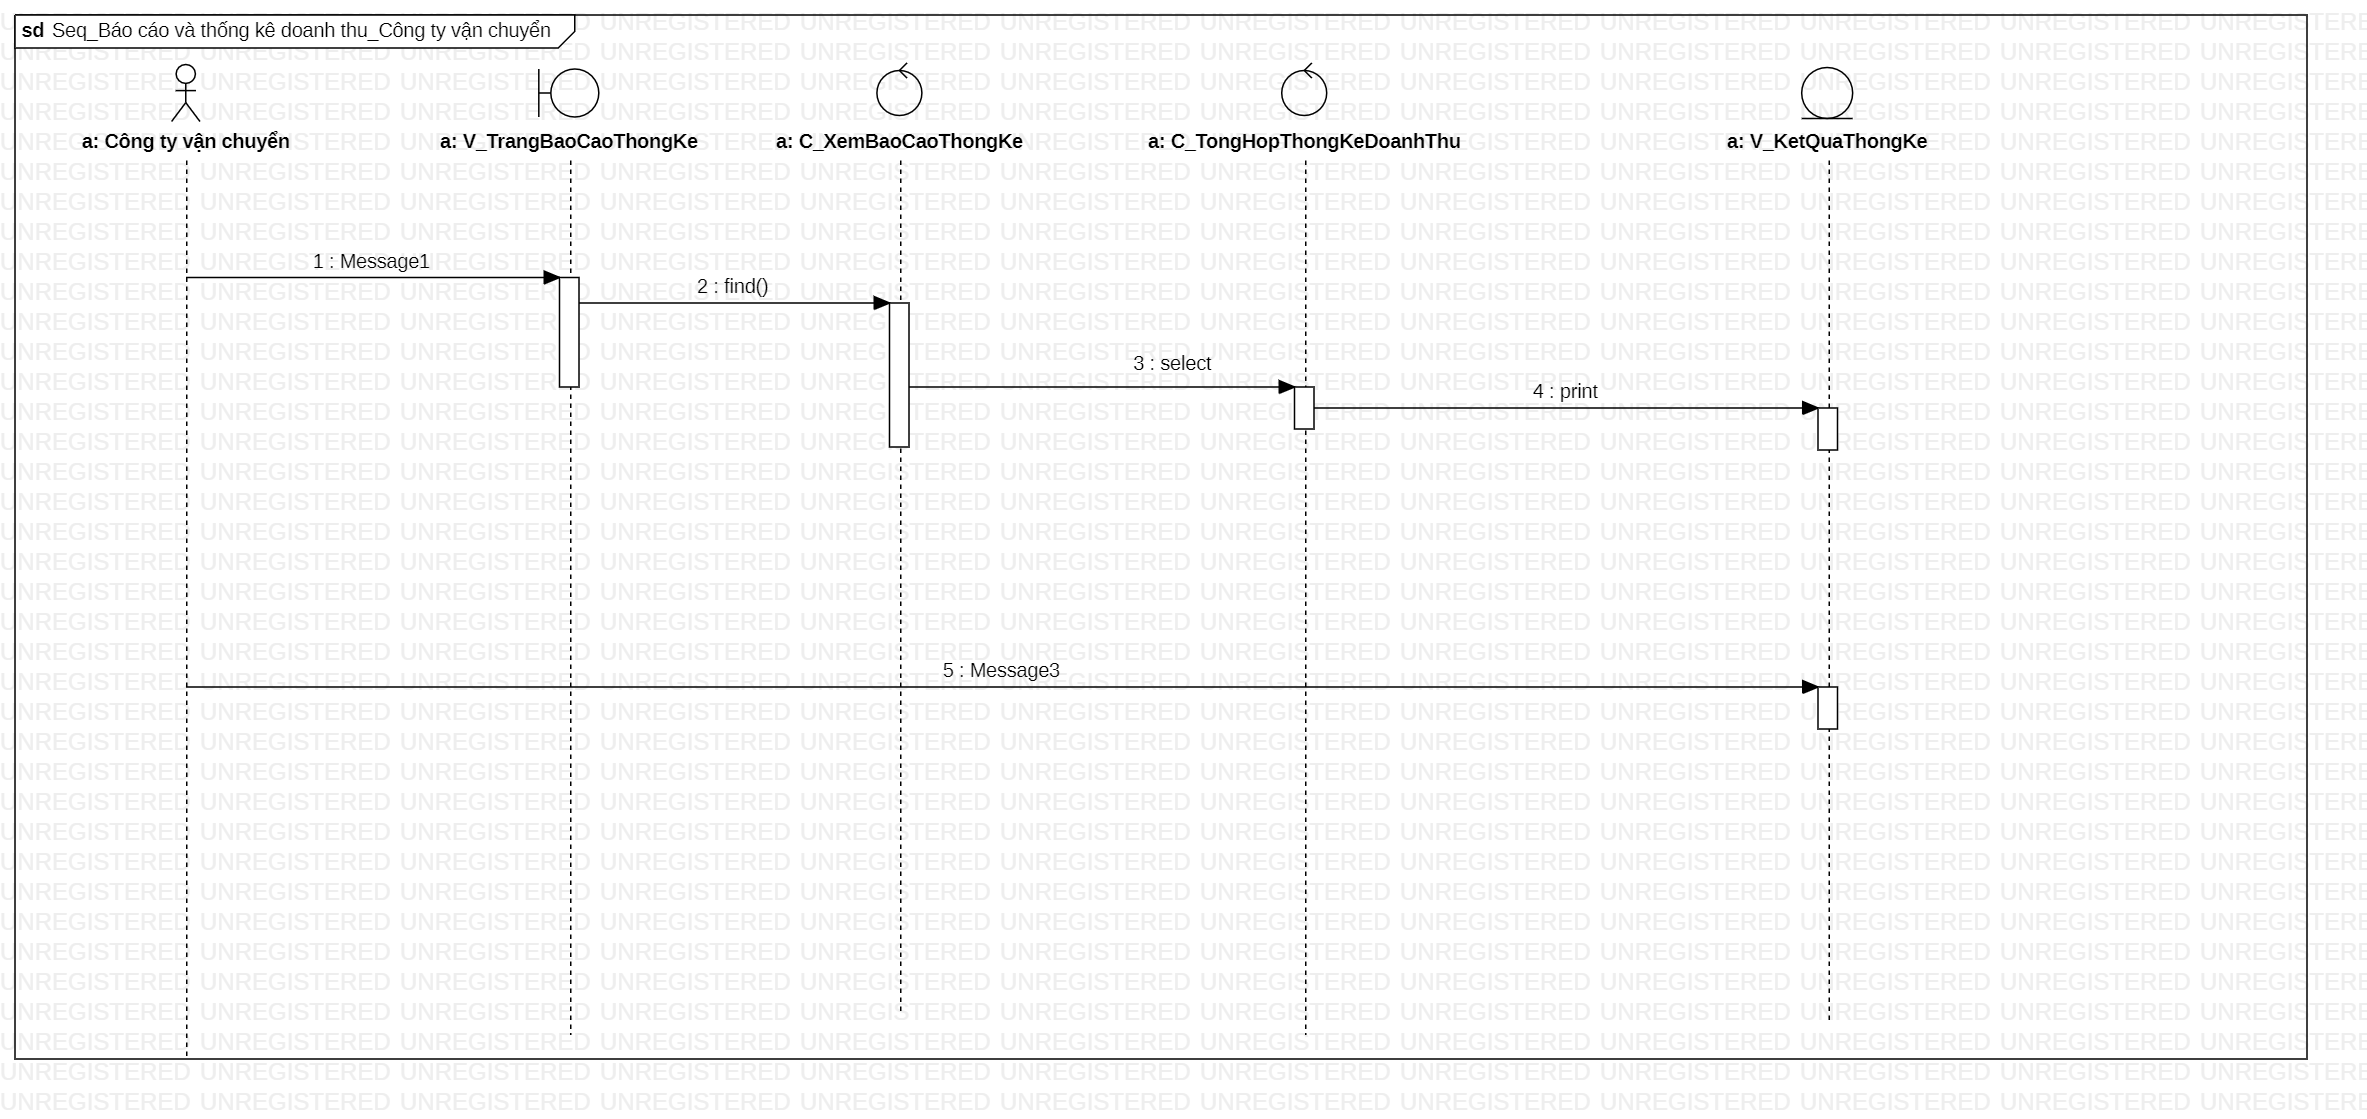 sd Seq_Báo cáo và thống kê doanh thu_Công ty vận chuyển
a: Công ty vận chuyển
a: V_TrangBaoCaoThongKe
a: C_XemBaoCaoThongKe
a: C_TongHopThongKeDoanhThu
a: V_KetQuaThongKe
1 : Message1
2 : find()
3 : select
4 : print
5 : Message3
UNREGISTERED